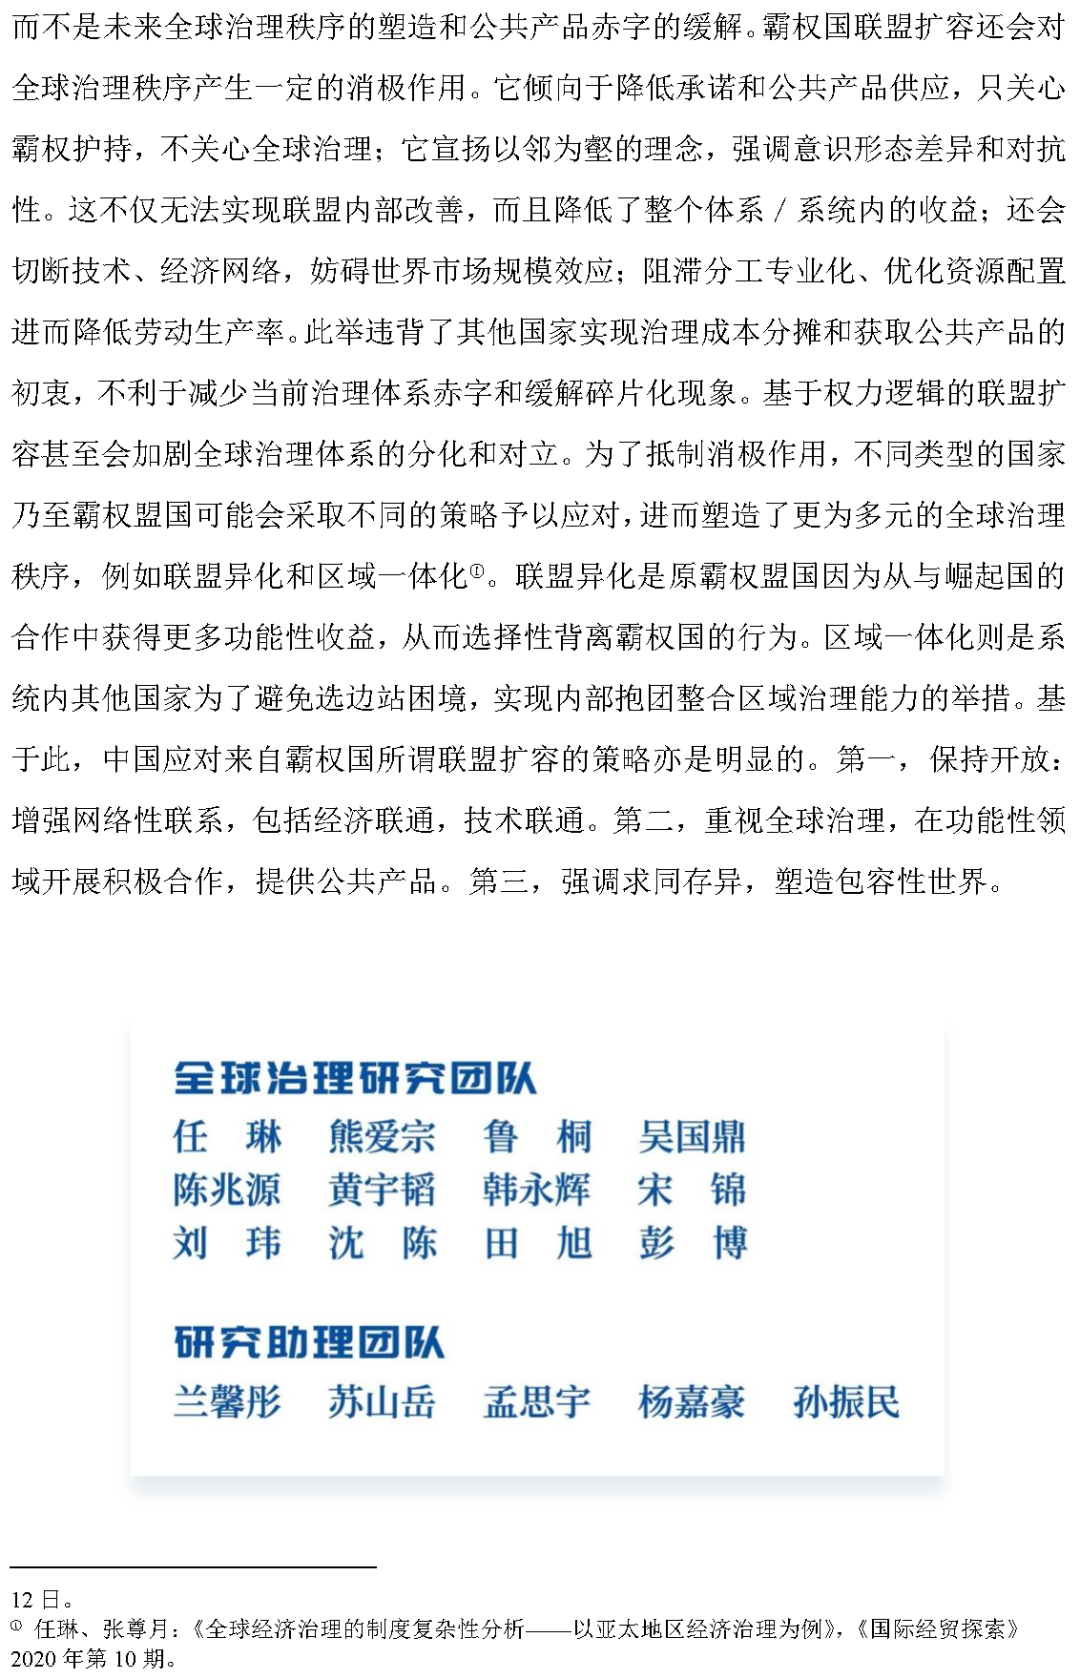 而不是未来全球治理秩序的塑造和公共产品赤字的缓解。霸权国联盟扩容还会对
全球治理秩序产生一定的消极作用。它倾向于降低承诺和公共产品供应，只关心
霸权护持，不关心全球治理；它宣扬以邻为壑的理念，强调意识形态差异和对抗
性。这不仅无法实现联盟内部改善，而且降低了整个体系／系统内的收益；还会
切断技术、经济网络，妨碍世界市场规模效应；阻滞分工专业化、优化资源配置
进而降低劳动生产率。此举违背了其他国家实现治理成本分摊和获取公共产品的
初衷，不利于减少当前治理体系赤字和缓解碎片化现象。基于权力逻辑的联盟扩
容甚至会加剧全球治理体系的分化和对立。为了抵制消极作用，不同类型的国家
乃至霸权盟国可能会采取不同的策略予以应对，进而塑造了更为多元的全球治理
秩序，例如联盟异化和区域一体化①。联盟异化是原霸权盟国因为从与崛起国的
合作中获得更多功能性收益，从而选择性背离霸权国的行为。区域一体化则是系
统内其他国家为了避免选边站困境，实现内部抱团整合区域治理能力的举措。基
于此，中国应对来自霸权国所谓联盟扩容的策略亦是明显的。第一，保持开放：
增强网络性联系，包括经济联通，技术联通。第二，重视全球治理，在功能性领
域开展积极合作，提供公共产品。第三，强调求同存异，塑造包容性世界。
全球治理研究团队
任　琳　熊爱宗　鲁　桐　吴国鼎
陈兆源　黄宇韬　韩永辉　宋　锦
刘　玮　沈　陈　田　旭　彭　博
研究助理团队
兰馨彤　苏山岳　孟思宇　杨嘉豪　孙振民
12 日。
① 任琳、张尊月：《全球经济治理的制度复杂性分析——以亚太地区经济治理为例》，《国际经贸探索》
2020 年第 10 期。